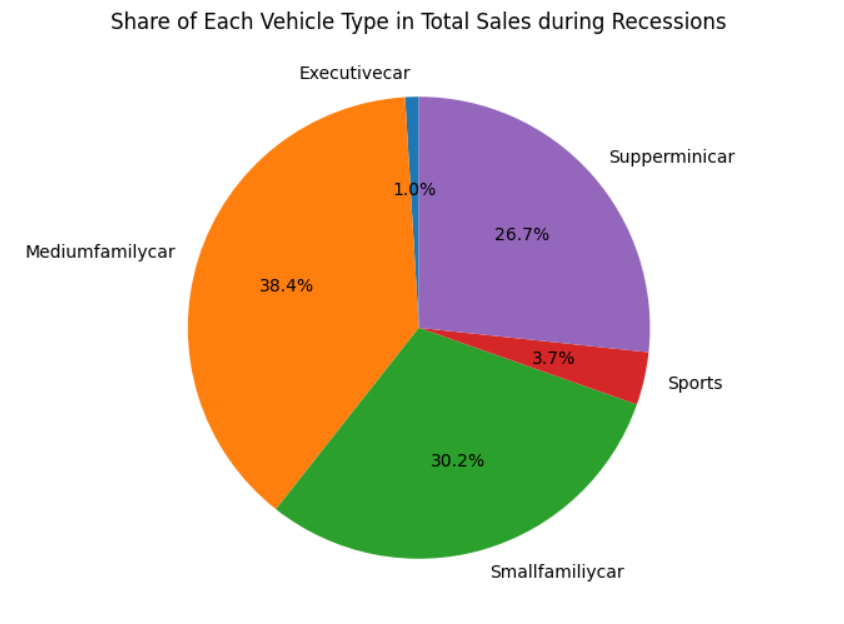 Share of Each Vehicle Type in Total Sales during Recessions
Executivecar
Supperminicar
1.0%
26.7%
Mediumfamilycar
38.4%
3.7%
Sports
30.2%
Smallfamiliycar